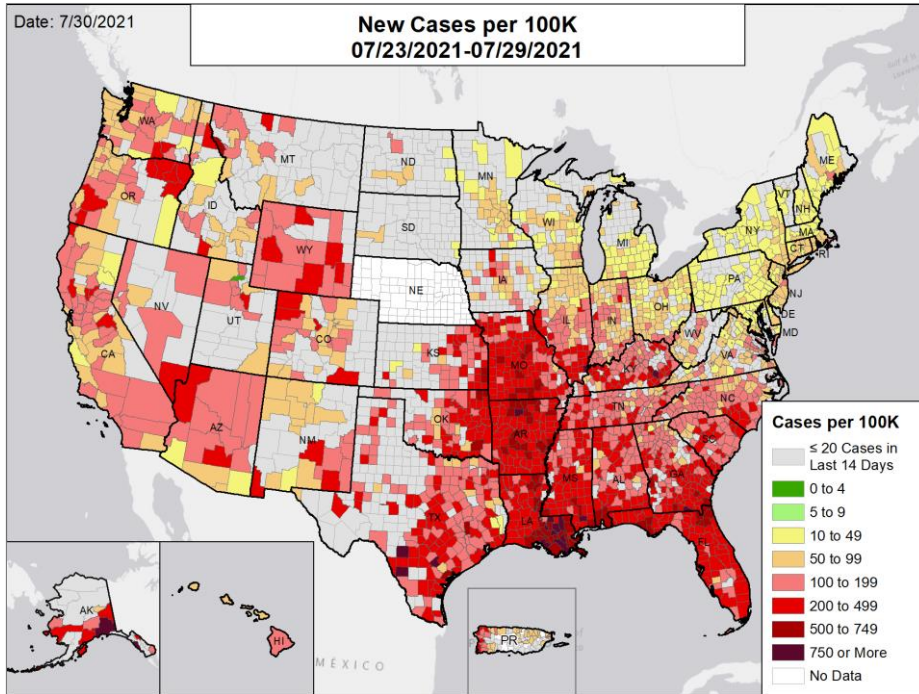 Date: 7/30/2021
New Cases per 100K
07/23/2021-07/29/2021
WA
MT
ND
MN
ME
OR
ID
SD
WI
VT
NH
NY
MA
CT
RI
WY
MI
IA
NE
PA
NJ
NV
UT
CO
IL
IN
OH
DE
MD
WV
CA
KS
MO
KY
VA
AZ
NM
OK
AR
TN
NC
SC
TX
MS
AL
GA
LA
FL
AK
HI
PR
MÉXICO
Cases per 100K
≤ 20 Cases in
Last 14 Days
0 to 4
5 to 9
10 to 49
50 to 99
100 to 199
200 to 499
500 to 749
750 or More
No Data